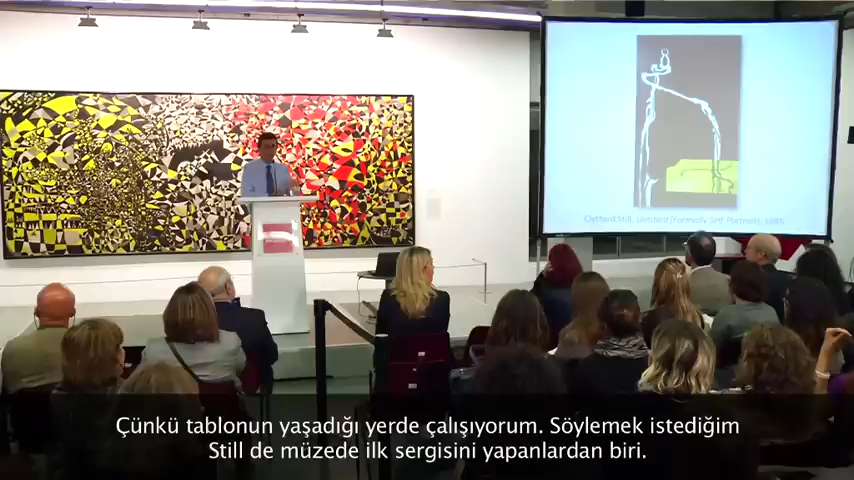 Clyfford Still, Untitled (Formerly Self-Portrait), 1945
Çünkü tablonun yaşadığı yerde çalışıyorum. Söylemek istediğim
Still de müzede ilk sergisini yapanlardan biri.